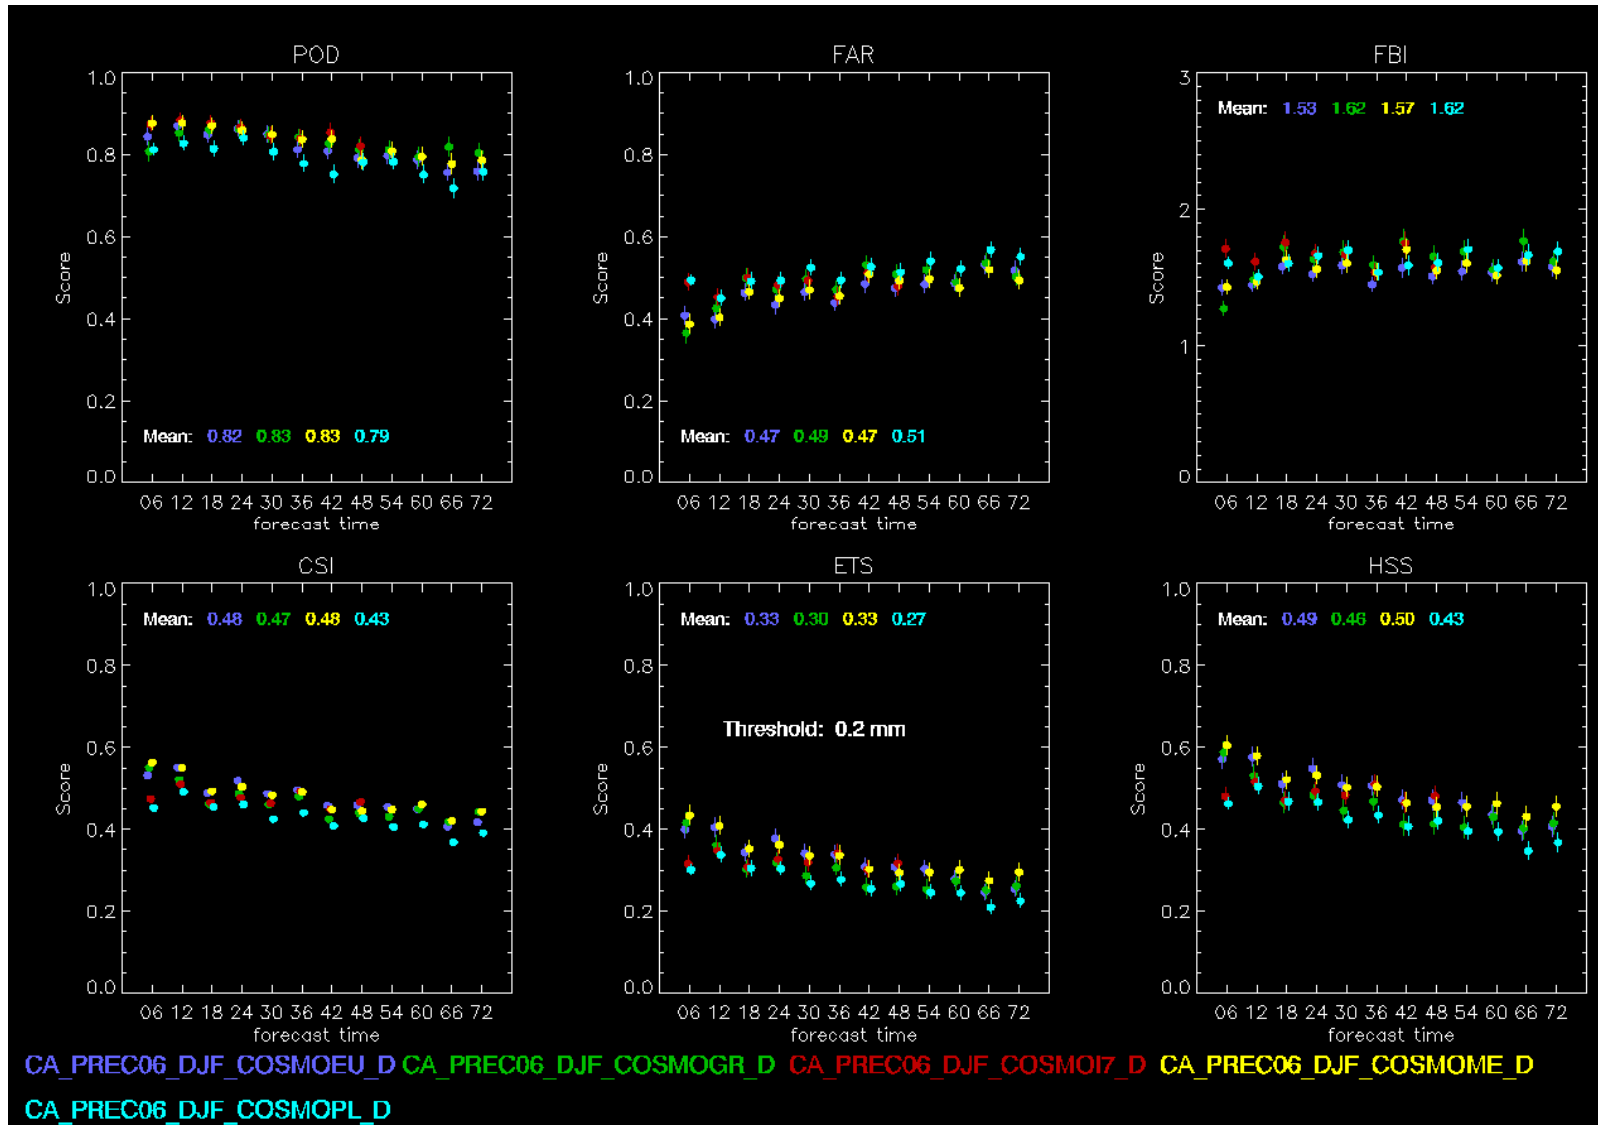 POD FAR FBI
1.0 1.0 3
Mean: 1.53 1.62 1.57 1.62
0.8 0.8
2
0.6 0.6
Score Score Score
0.4 0.4
1
0.2 0.2
Mean: 0.82 0.83 0.83 0.79 Mean: 0.47 0.49 0.47 0.51
0.0 0.0 0
06 12 18 24 30 36 42 48 54 60 66 72 06 12 18 24 30 36 42 48 54 60 66 72 06 12 18 24 30 36 42 48 54 60 66 72
forecast time forecast time forecast time
CSI ETS HSS
1.0 1.0 1.0
Mean: 0.48 0.47 0.48 0.43 Mean: 0.33 0.30 0.33 0.27 Mean: 0.49 0.46 0.50 0.43
0.8 0.8 0.8
Threshold: 0.2 mm
0.6 0.6 0.6
Score Score Score
0.4 0.4 0.4
0.2 0.2 0.2
0.0 0.0 0.0
06 12 18 24 30 36 42 48 54 60 66 72 06 12 18 24 30 36 42 48 54 60 66 72 06 12 18 24 30 36 42 48 54 60 66 72
forecast time forecast time forecast time
CA_PREC06_DJF_COSMOEU_D CA_PREC06_DJF_COSMOGR_D CA_PREC06_DJF_COSMOI7_D CA_PREC06_DJF_COSMOME_D
CA_PREC06_DJF_COSMOPL_D